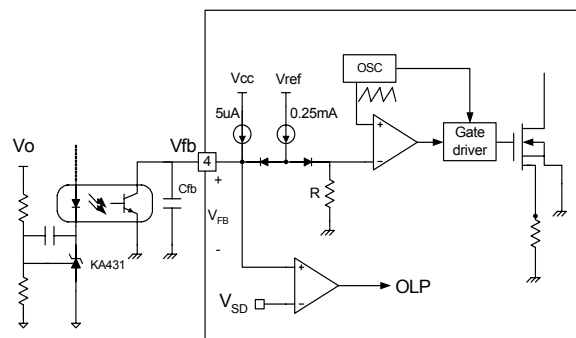 OSC
Vcc
Vref
5uA
0.25mA
Vo
Vfb
4
+
-
Gate
driver
Cfb
+
R
VFB
-
KA431
+
-
VSD
OLP